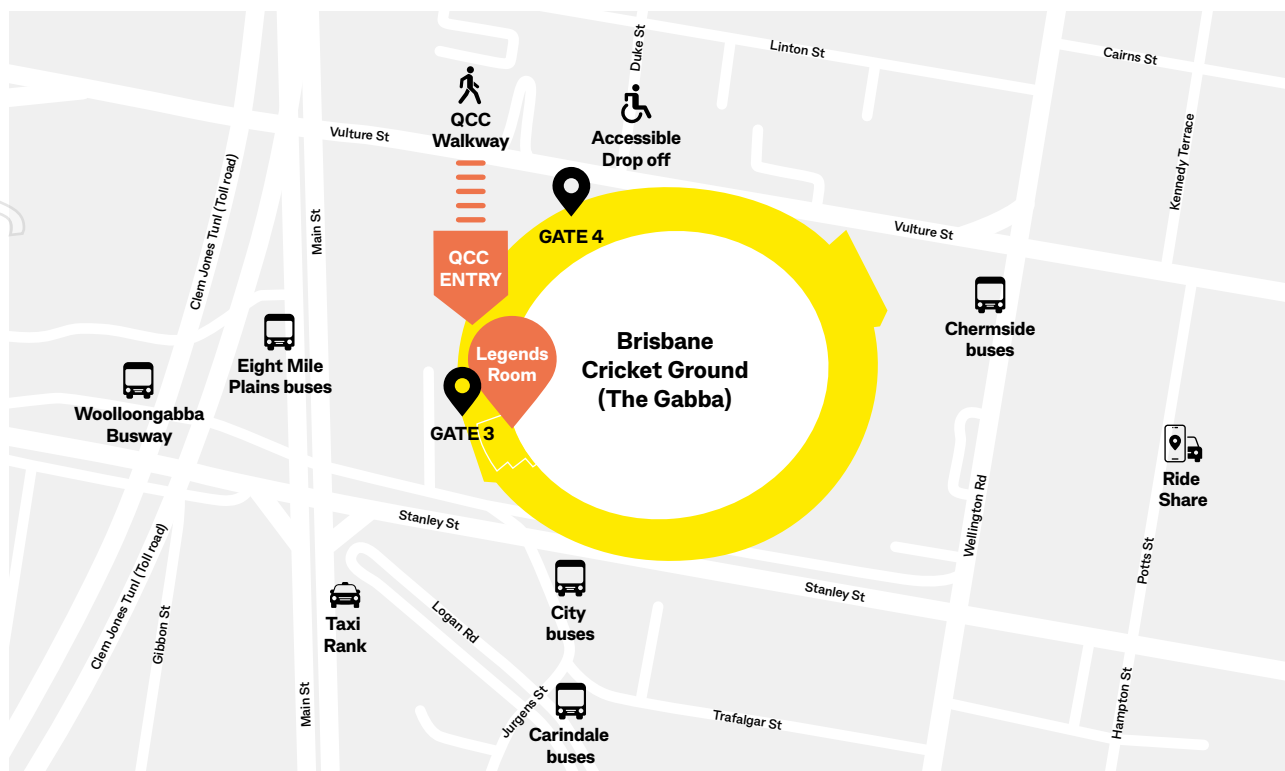 Linton St
Cairns St
Duke St
Kennedy Terrace
QCC
Walkway
Vulture St
Accessible
Drop off
Clem Jones Tunl (Toll road)
Main St
GATE 4
Vulture St
QCC
ENTRY
Chermside
buses
Brisbane
Cricket Ground
(The Gabba)
Legends
Room
Eight Mile
Plains buses
Woolloongabba
Busway
GATE 3
Ride
Share
Wellington Rd
Stanley St
Potts St
Clem Jones Tunl (Toll road)
Gibbon St
Stanley St
Taxi
Rank
Logan Rd
City
buses
Main St
Jurgens St
Carindale
buses
Trafalgar St
Hampton St